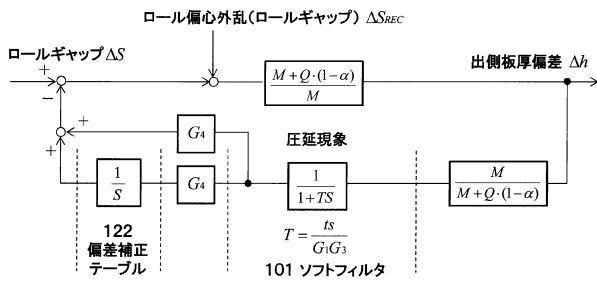 ロール偏心外乱(ロールギャップ) ΔS_REC
ロールギャップΔS
出側板厚偏差 Δh
+
−
M+Q·(1-α)
M
+
+
G₄
圧延現象
1
S
G₄
1
1+TS
M
M+Q·(1-α)
T = ts
G₁G₃
122
偏差補正
テーブル
101 ソフトフィルタ